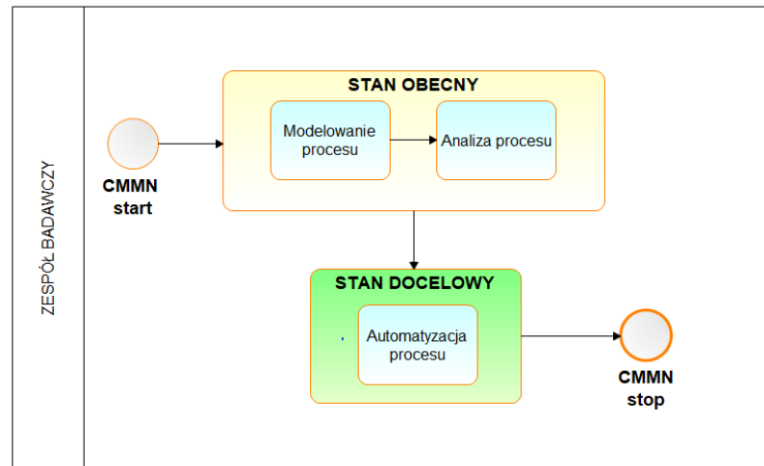 ZESPÓŁ BADAWCZY
STAN OBECNY
Modelowanie
procesu
Analiza procesu
CMMN
start
STAN DOCELOWY
Automatyzacja
procesu
CMMN
stop